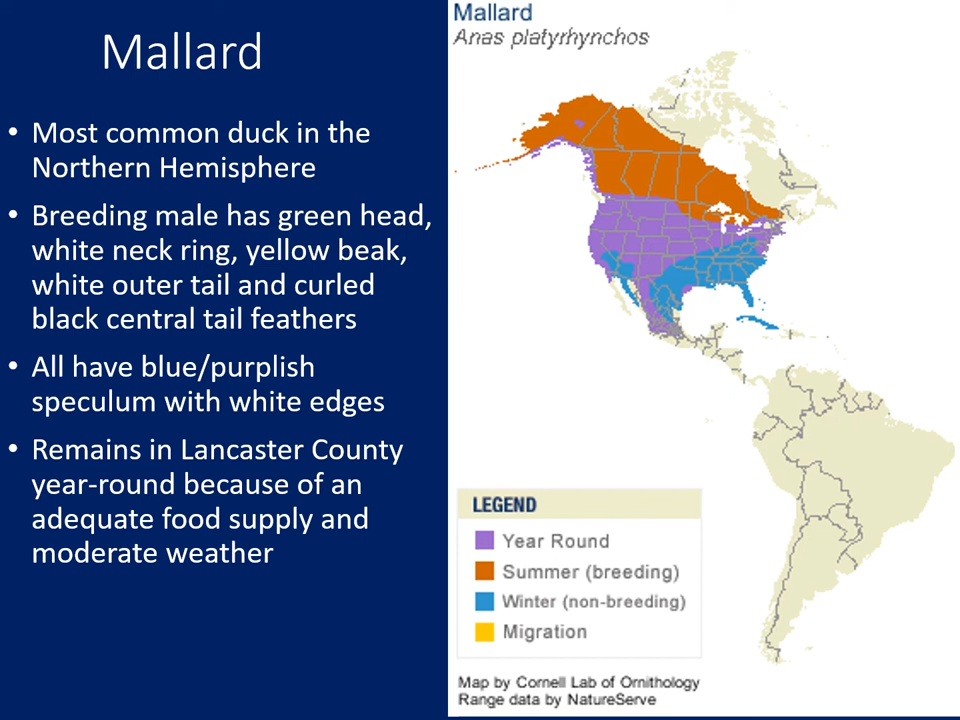 Mallard
• Most common duck in the
Northern Hemisphere
• Breeding male has green head,
white neck ring, yellow beak,
white outer tail and curled
black central tail feathers
• All have blue/purplish
speculum with white edges
• Remains in Lancaster County
year-round because of an
adequate food supply and
moderate weather
Mallard
Anas platyrhynchos
LEGEND
Year Round
Summer (breeding)
Winter (non-breeding)
Migration
Map by Cornell Lab of Ornithology
Range data by NatureServe